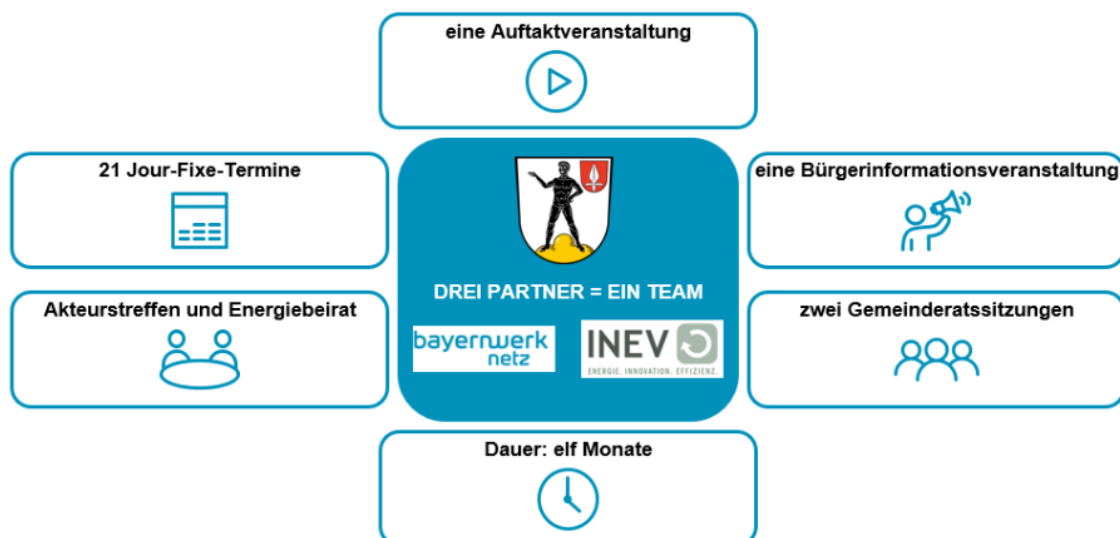 eine Auftaktveranstaltung
21 Jour-Fixe-Termine
eine Bürgerinformationsveranstaltung
DREI PARTNER = EIN TEAM
bayernwerk
netz
INEV
ENERGIE. INNOVATION. EFFIZIENZ.
Akteurstreffen und Energiebeirat
zwei Gemeinderatssitzungen
Dauer: elf Monate